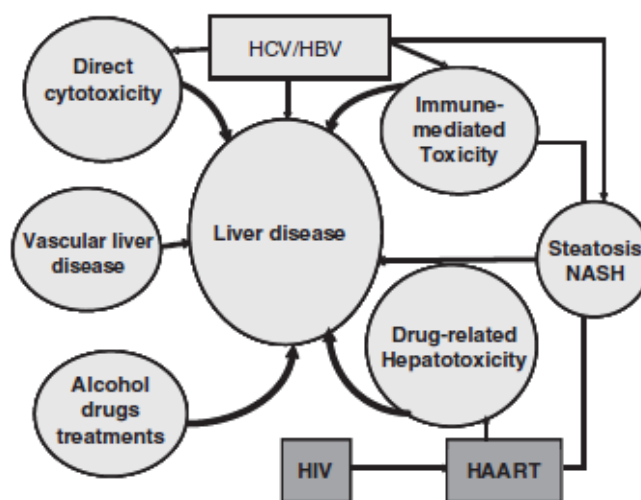 HCV/HBV
Direct
cytotoxicity
Immune-
mediated
Toxicity
Vascular liver
disease
Liver disease
Steatosis
NASH
Drug-related
Hepatotoxicity
Alcohol
drugs
treatments
HIV
HAART